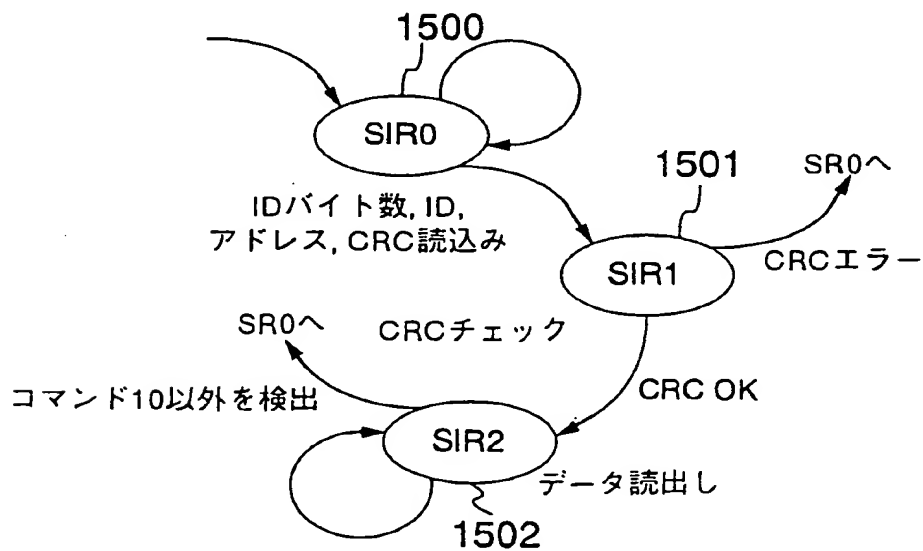 1500
SIR0
1501
SR0へ
IDバイト数, ID,
アドレス, CRC読込み
SIR1
CRCエラー
SR0へ
CRCチェック
CRC OK
コマンド10以外を検出
SIR2
データ読出し
1502